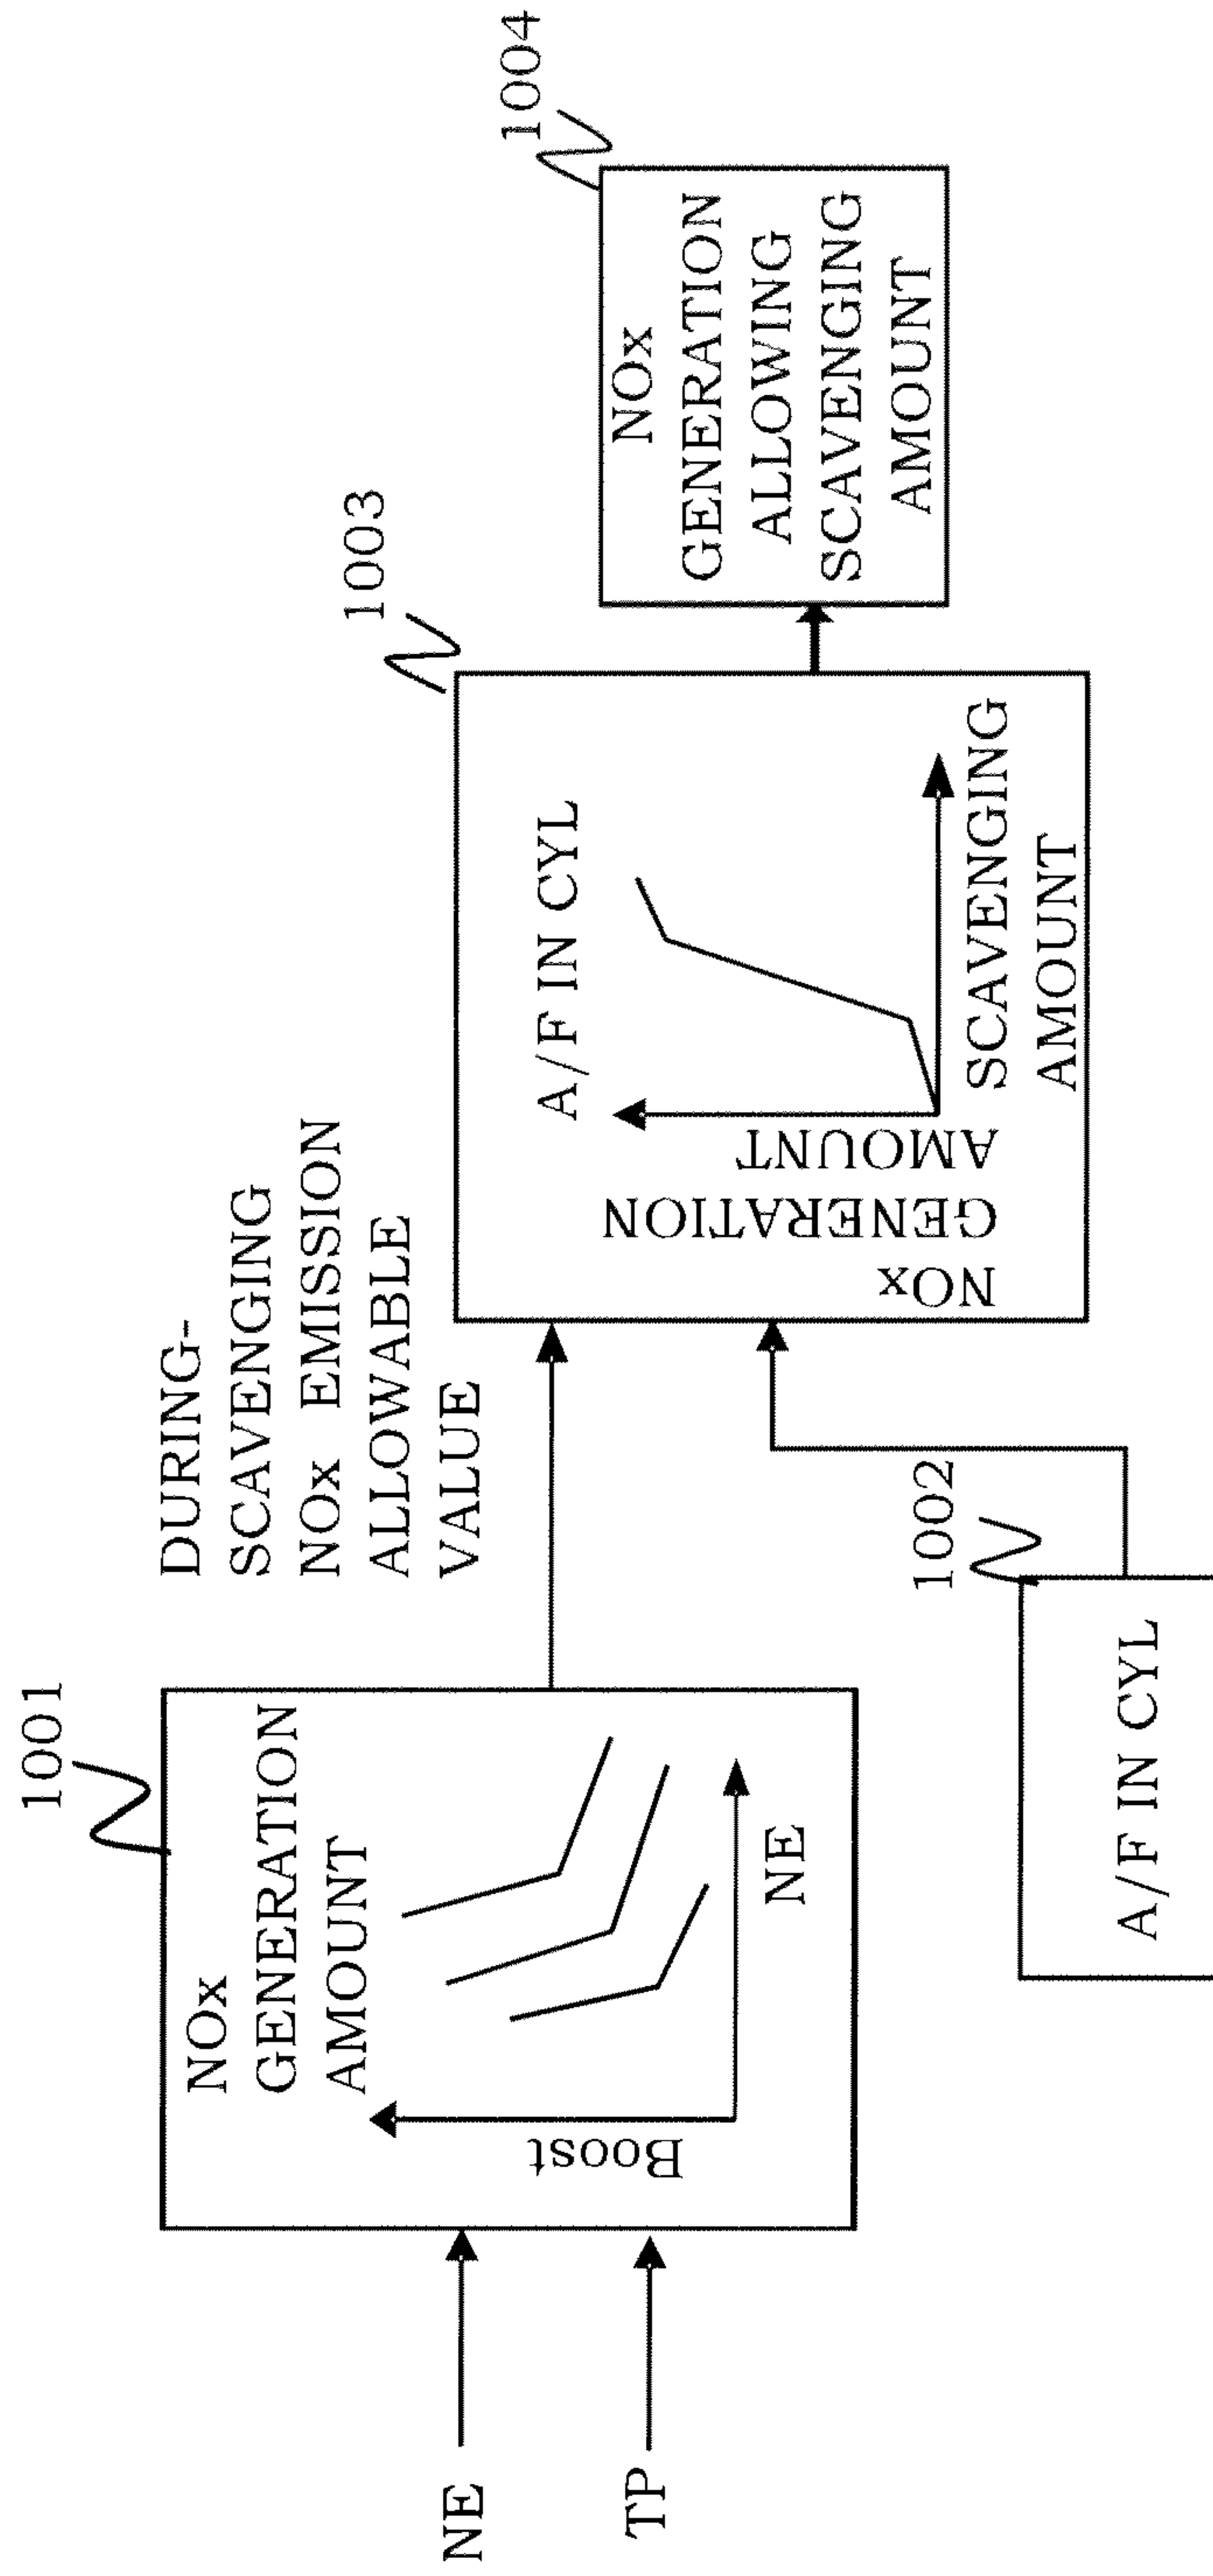 1001
NOx
GENERATION
AMOUNT
Boost
NE
NE
TP
DURING-
SCAVENGING
NOx EMISSION
ALLOWABLE
VALUE
1002
A/F IN CYL
1003
A/F IN CYL
NOx
GENERATION
AMOUNT
SCAVENGING
AMOUNT
1004
NOx
GENERATION
ALLOWING
SCAVENGING
AMOUNT